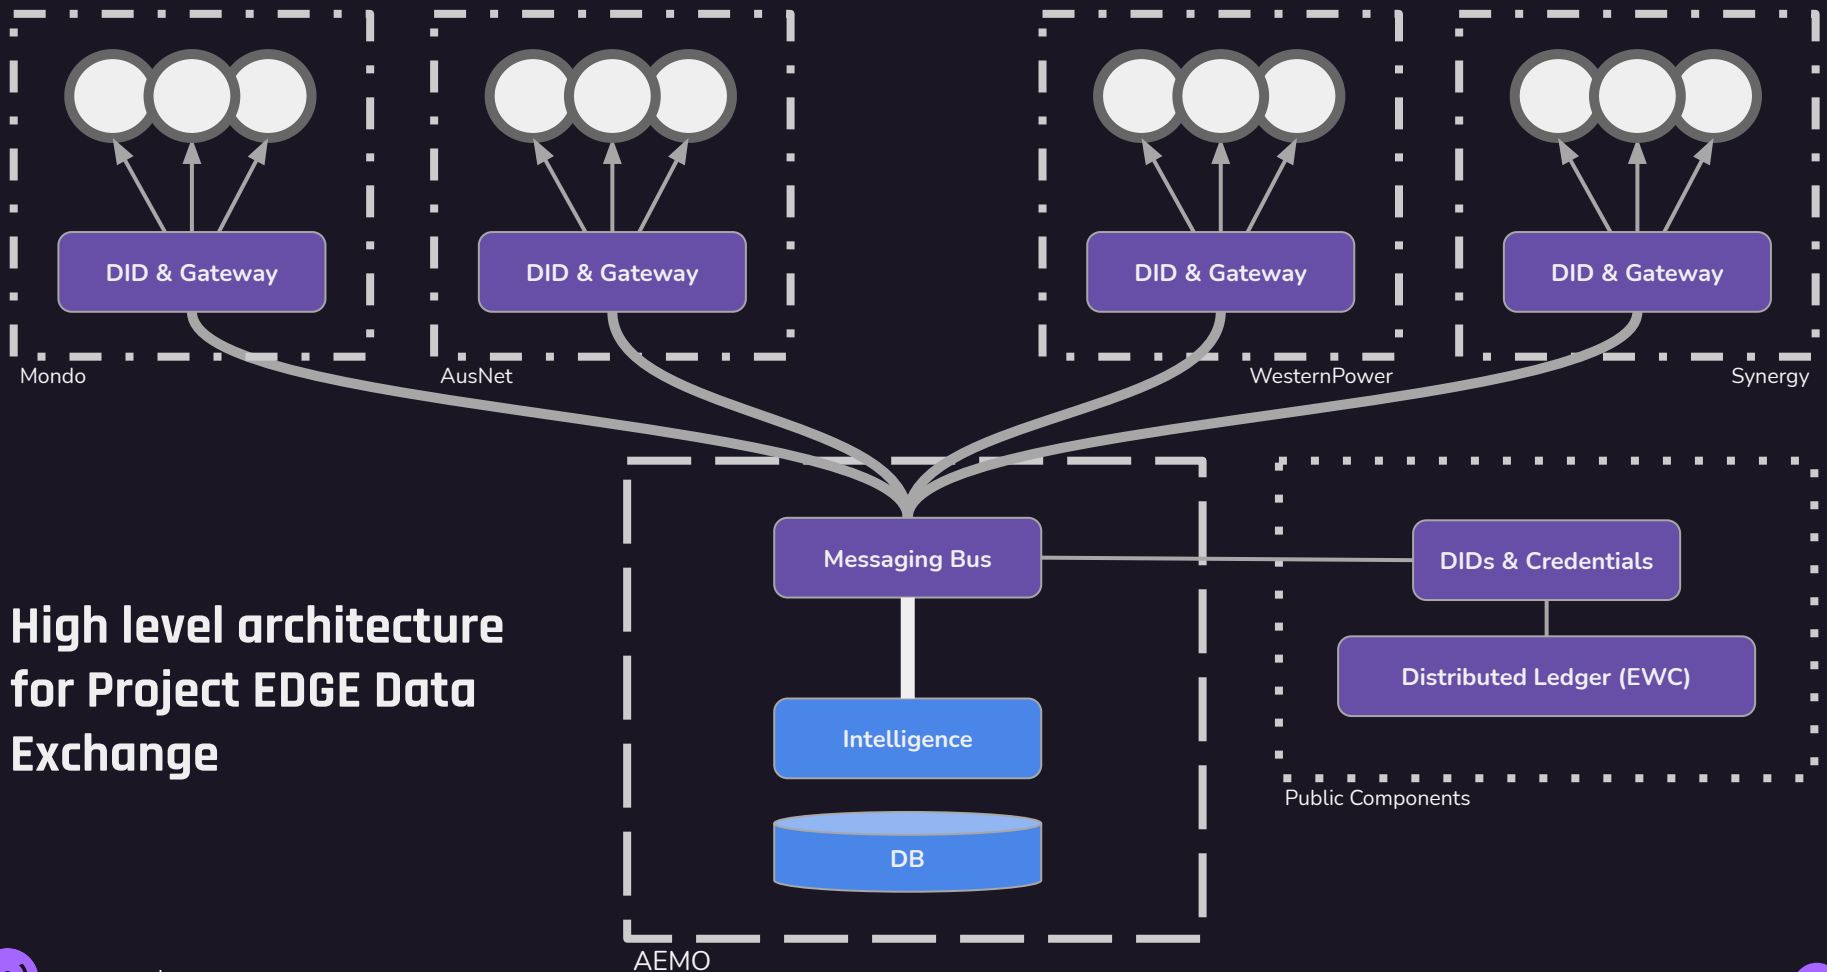 DID & Gateway
DID & Gateway
DID & Gateway
DID & Gateway
Mondo
AusNet
WesternPower
Synergy
Messaging Bus
DIDs & Credentials
High level architecture
for Project EDGE Data
Exchange
Distributed Ledger (EWC)
Intelligence
Public Components
DB
AEMO